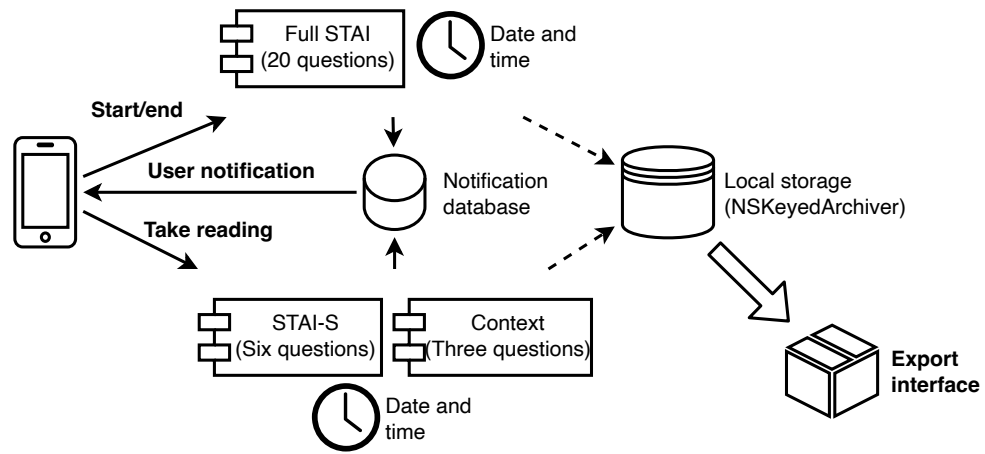 Full STAI
(20 questions)
Date and
time
Start/end
User notification
Take reading
Notification
database
Local storage
(NSKeyedArchiver)
STAI-S
(Six questions)
Context
(Three questions)
Date and
time
Export
interface